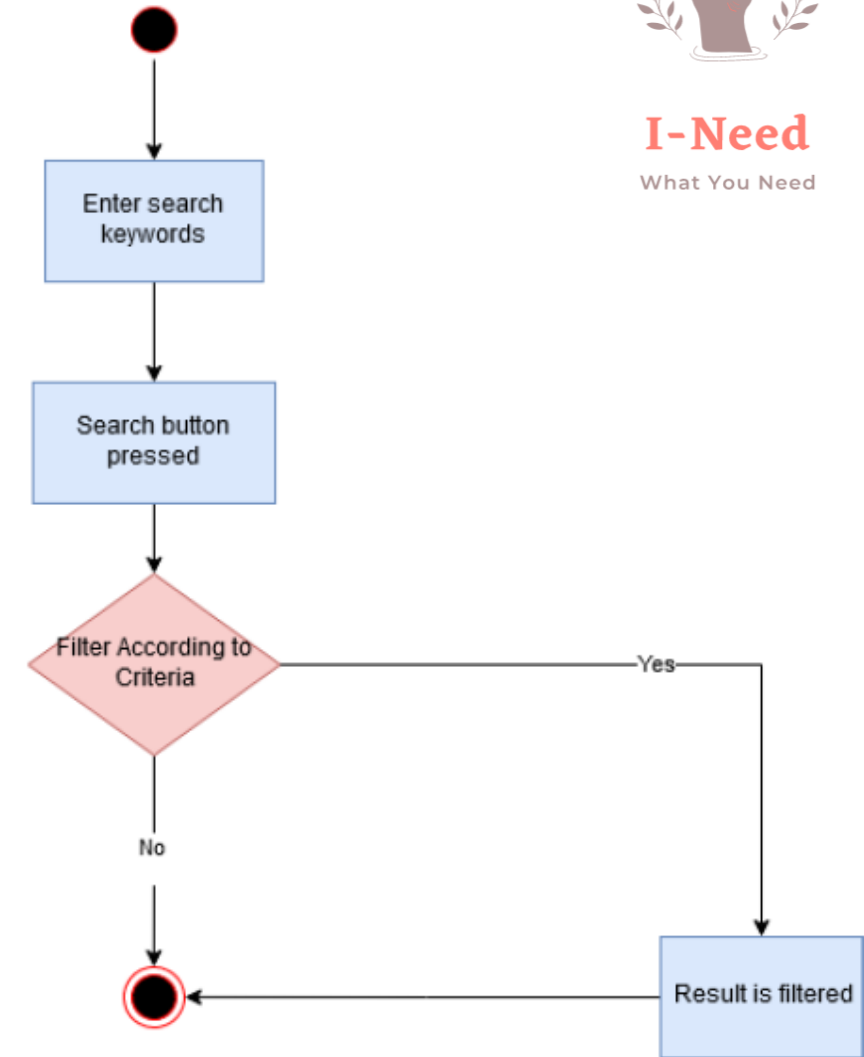 I-Need
What You Need
Enter search
keywords
Search button
pressed
Filter According to
Criteria
Yes
No
Result is filtered